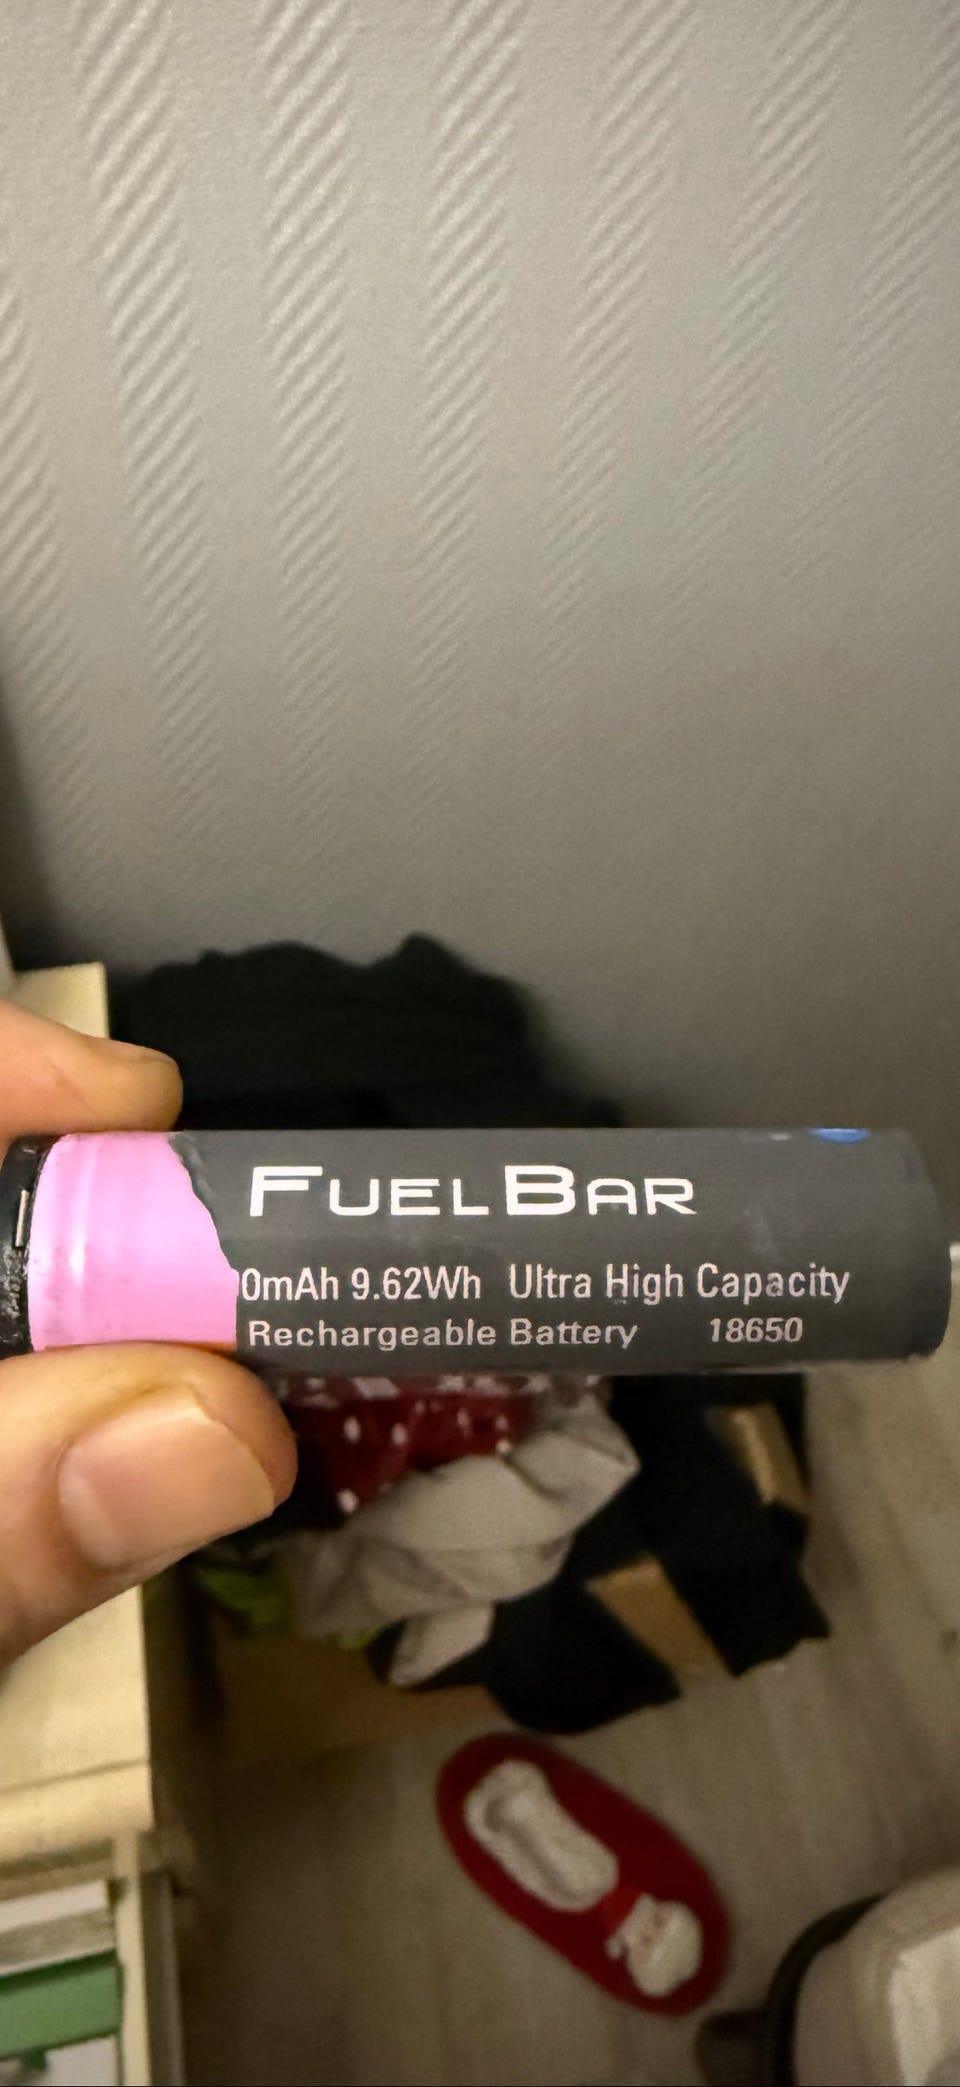 FUELBAR
0mAh 9.62Wh Ultra High Capacity
Rechargeable Battery 18650